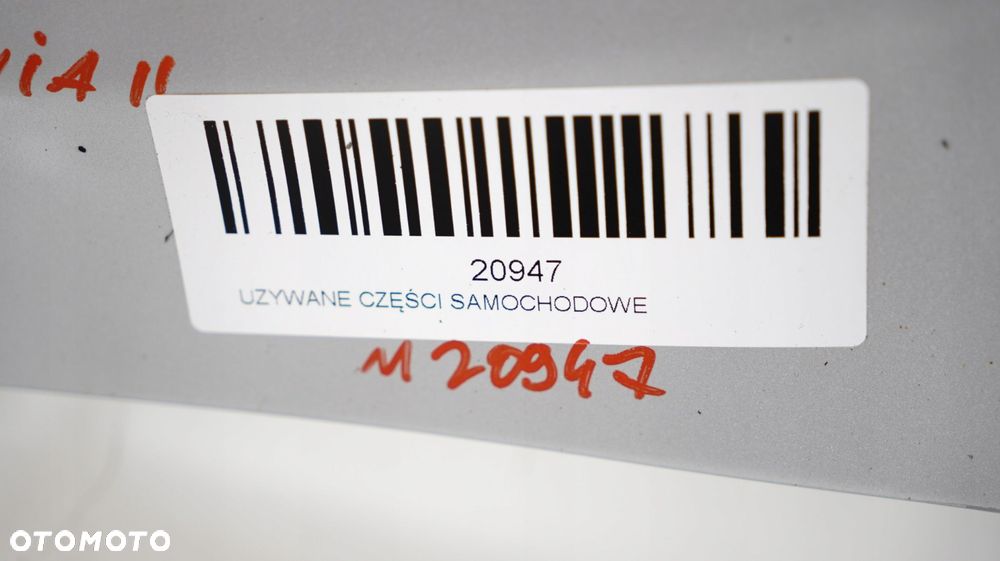 20947
UZYWANE CZĘŚCI SAMOCHODOWE
M 20947
OTOMOTO